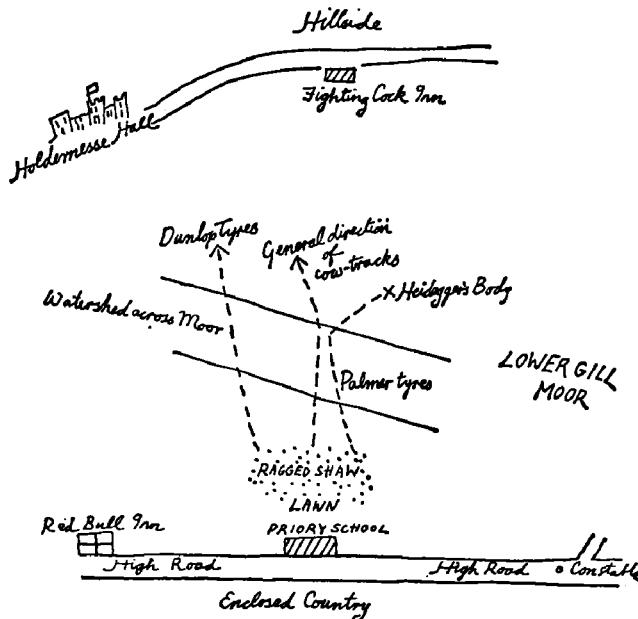 Hillside
Fighting Cock Inn
Holdernesse Hall
Dunlop Tyres
General direction
of
cow-tracks
x Heidegger's Body
Watershed across Moor
Palmer tyres
LOWER GILL
MOOR
RAGGED SHAW
LAWN
PRIORY SCHOOL
Red Bull Inn
High Road
High Road
Constable
Enclosed Country